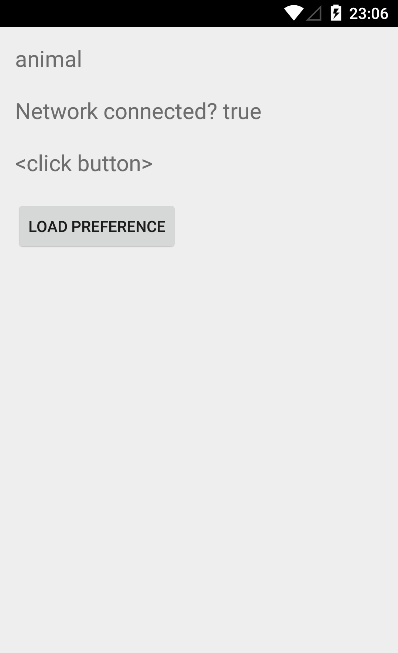 23:06
animal
Network connected? true
<click button>
LOAD PREFERENCE